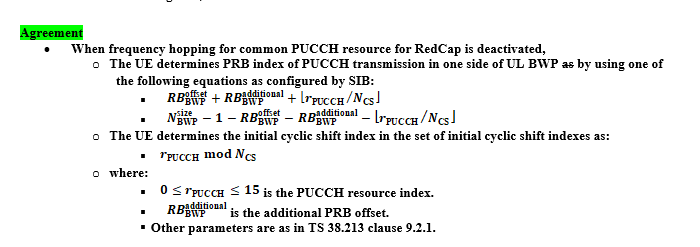 Agreement
• When frequency hopping for common PUCCH resource for RedCap is deactivated,
o The UE determines PRB index of PUCCH transmission in one side of UL BWP as by using one of
the following equations as configured by SIB:
▪ RB_BWP^offset + RB_BWP^additional + ⌊r_PUCCH/N_CS⌋
▪ N_BWP^size − 1 − RB_BWP^offset − RB_BWP^additional − ⌊r_PUCCH/N_CS⌋
o The UE determines the initial cyclic shift index in the set of initial cyclic shift indexes as:
▪ r_PUCCH mod N_CS
o where:
▪ 0 ≤ r_PUCCH ≤ 15 is the PUCCH resource index.
▪ RB_BWP^additional is the additional PRB offset.
▪ Other parameters are as in TS 38.213 clause 9.2.1.